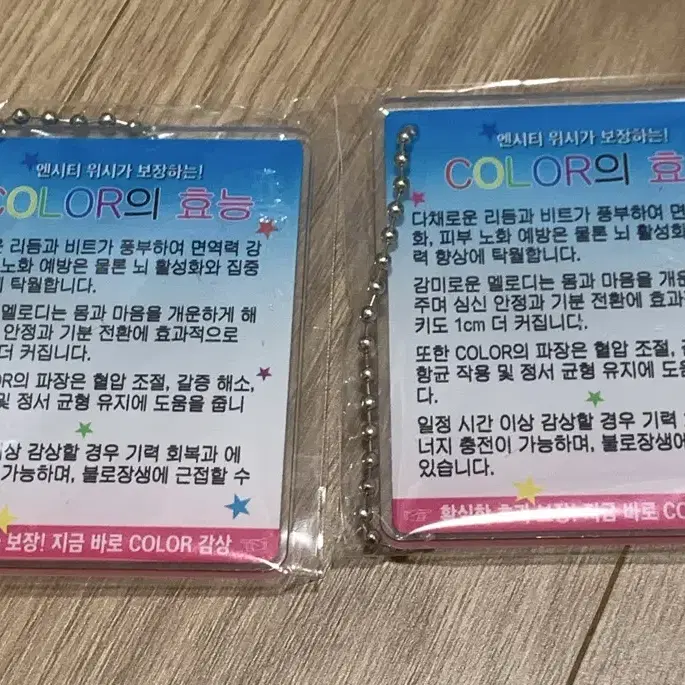 엔시티 위시가 보장하는!
COLOR의 효능
리듬과 비트가 풍부하여 면역력 강
노화 예방은 물론 뇌 활성화와 집중
탁월합니다.
멜로디는 몸과 마음을 개운하게 해
안정과 기분 전환에 효과적으로
더 커집니다.
파장은 혈압 조절, 갈증 해소,
및 정서 균형 유지에 도움을 줍니
감상할 경우 기력 회복과 에
가능하며, 불로장생에 근접할 수
보장! 지금 바로 COLOR 감상
엔시티 위시가 보장하는!
COLOR의
다채로운 리듬과 비트가 풍부하여
화, 피부 노화 예방은 물론 뇌 활성화
력 향상에 탁월합니다.
감미로운 멜로디는 몸과 마음을 개운
주며 심신 안정과 기분 전환에 효과
키도 1cm 더 커집니다.
또한 COLOR의 파장은 혈압 조절,
항균 작용 및 정서 균형 유지에 도움
다.
일정 시간 이상 감상할 경우 기력
너지 충전이 가능하며, 불로장생에
있습니다.
확실한 효과 보장! 지금 바로 CO